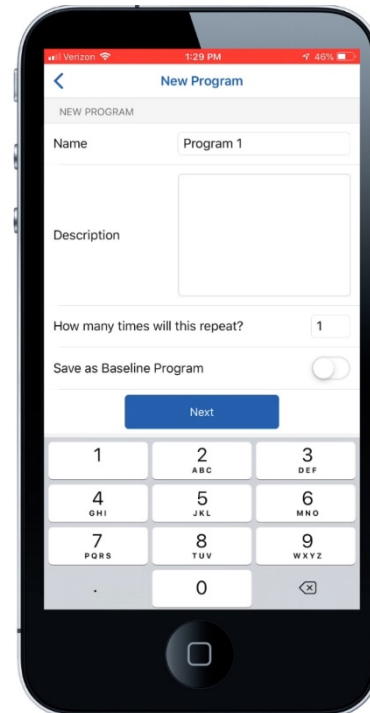 Verizon 1:29 PM 46%
New Program
NEW PROGRAM
Name Program 1
Description
How many times will this repeat? 1
Save as Baseline Program
Next
1 2 3
ABC DEF
4 5 6
GHI JKL MNO
7 8 9
PQRS TUV WXYZ
. 0